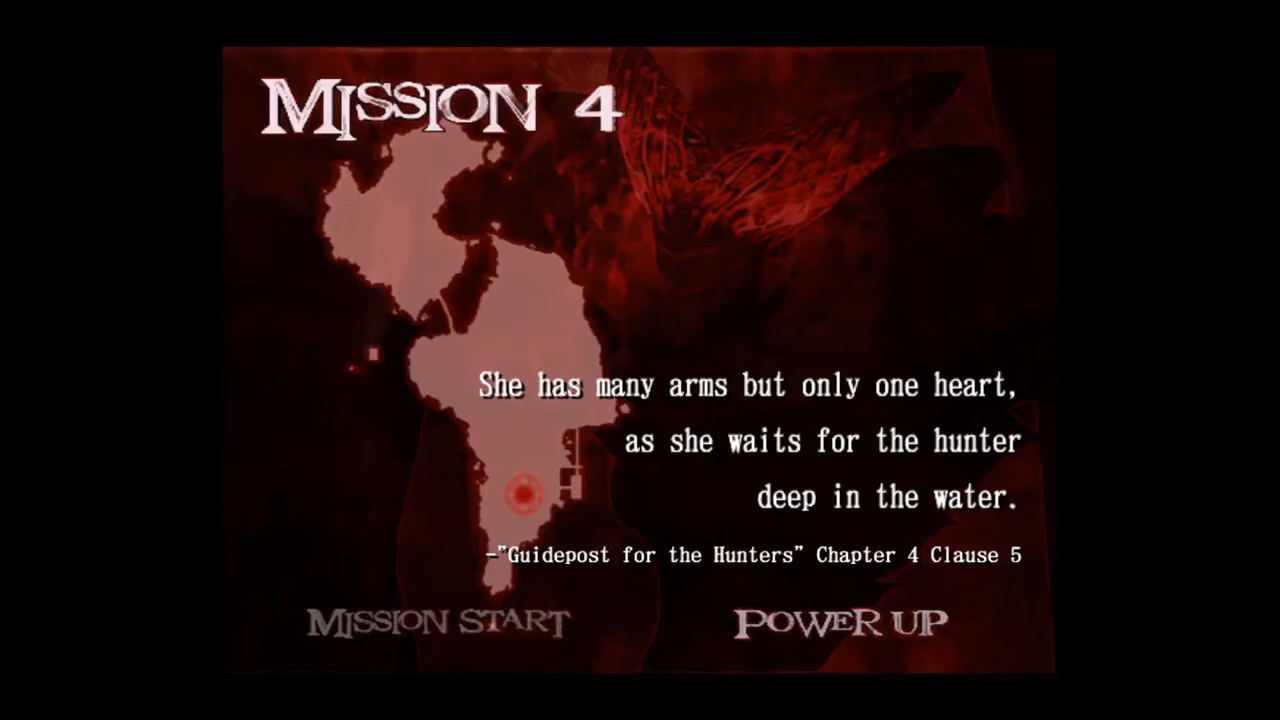 MISSION 4
She has many arms but only one heart,
as she waits for the hunter
deep in the water.
-"Guidepost for the Hunters" Chapter 4 Clause 5
MISSION START
POWER UP